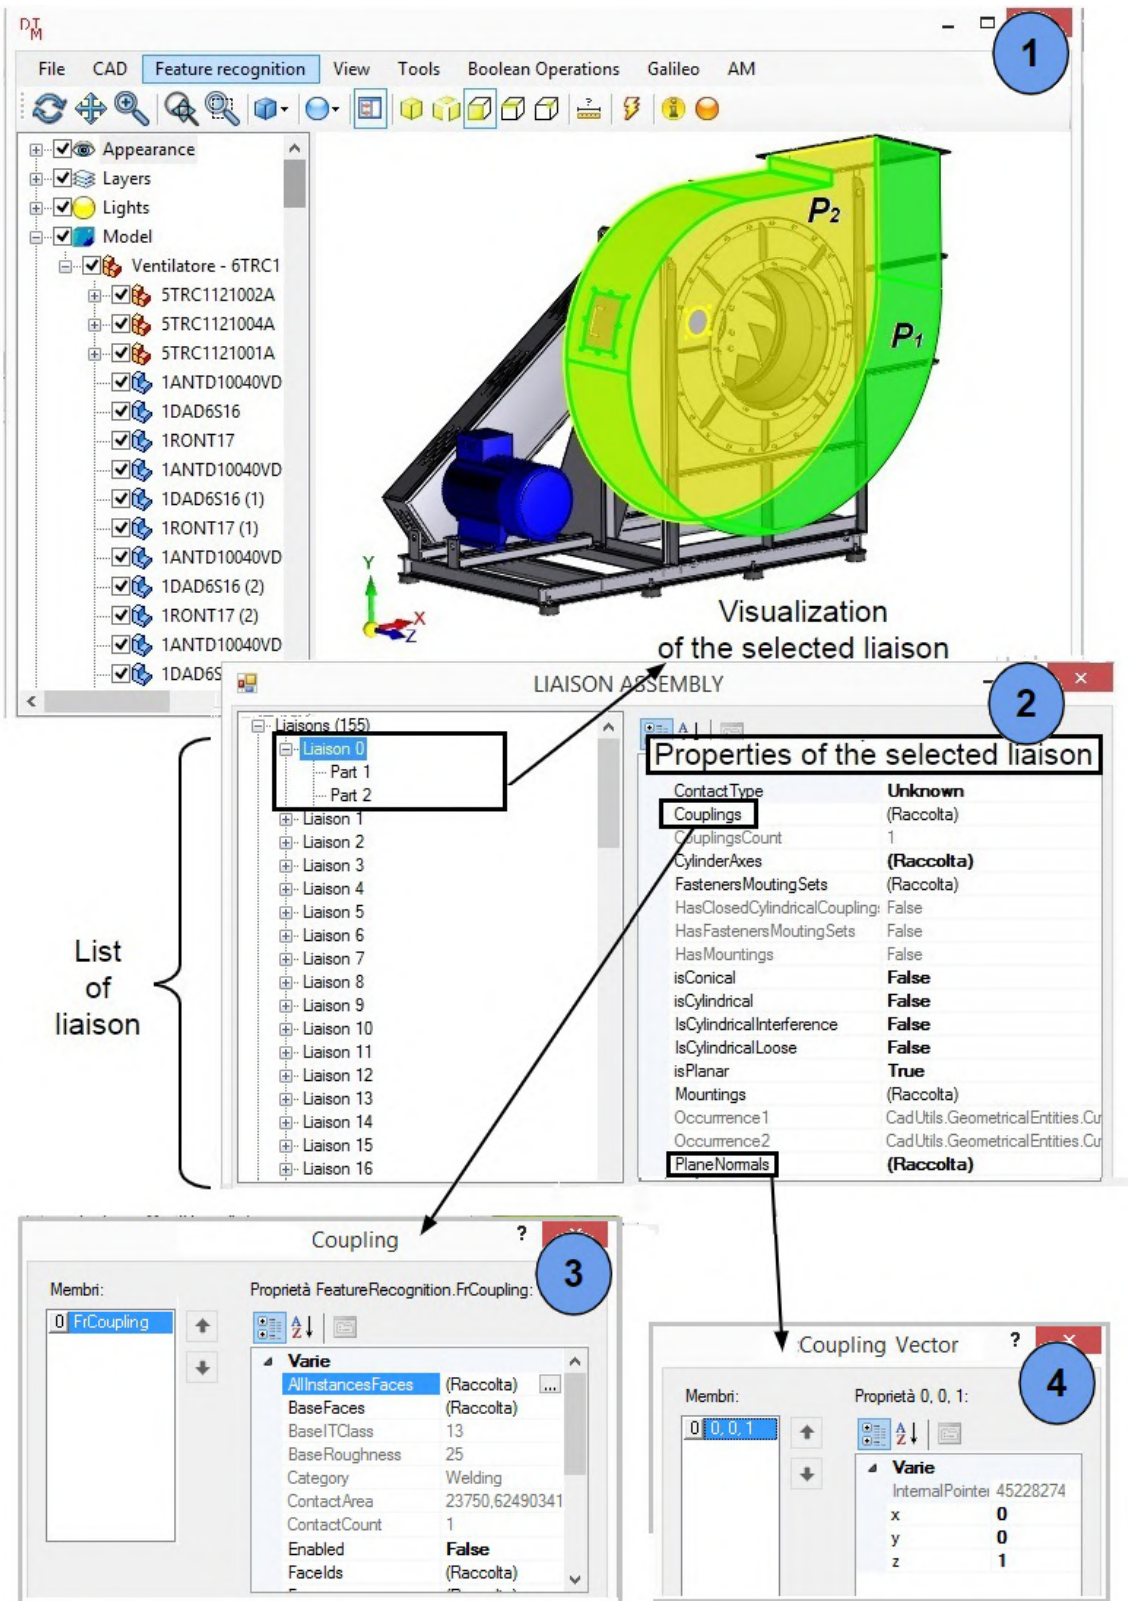 DTM
1
File CAD Feature recognition View Tools Boolean Operations Galileo AM
Appearance
Layers
Lights
Model
Ventilatore - 6TRC1
5TRC1121002A
5TRC1121004A
5TRC1121001A
1ANTD10040VD
1DAD6S16
1RONT17
1ANTD10040VD
1DAD6S16 (1)
1RONT17 (1)
1ANTD10040VD
1DAD6S16 (2)
1RONT17 (2)
1ANTD10040VD
1DAD6S
P2
P1
Y
X
Z
Visualization
of the selected liaison
LIAISON ASSEMBLY
2
List
of
liaison
Liaisons (155)
Liaison 0
Part 1
Part 2
Liaison 1
Liaison 2
Liaison 3
Liaison 4
Liaison 5
Liaison 6
Liaison 7
Liaison 8
Liaison 9
Liaison 10
Liaison 11
Liaison 12
Liaison 13
Liaison 14
Liaison 15
Liaison 16
Properties of the selected liaison
ContactType Unknown
Couplings (Raccolta)
CouplingsCount 1
CylinderAxes (Raccolta)
FastenersMoutingSets (Raccolta)
HasClosedCylindricalCouplings False
HasFastenersMoutingSets False
HasMountings False
isConical False
isCylindrical False
IsCylindricalInterference False
IsCylindricalLoose False
isPlanar True
Mountings (Raccolta)
Occurrence1 CadUtils.GeometricalEntities.Cu
Occurrence2 CadUtils.GeometricalEntities.Cu
PlaneNormals (Raccolta)
Coupling ?
3
Membri:
0 FrCoupling
Proprietà FeatureRecognition.FrCoupling:
Varie
AllInstancesFaces (Raccolta) ...
BaseFaces (Raccolta)
BaseITClass 13
BaseRoughness 25
Category Welding
ContactArea 23750,62490341
ContactCount 1
Enabled False
FaceIds (Raccolta)
Coupling Vector ?
4
Membri:
0 0, 0, 1
Proprietà 0, 0, 1:
Varie
InternalPointer 45228274
x 0
y 0
z 1